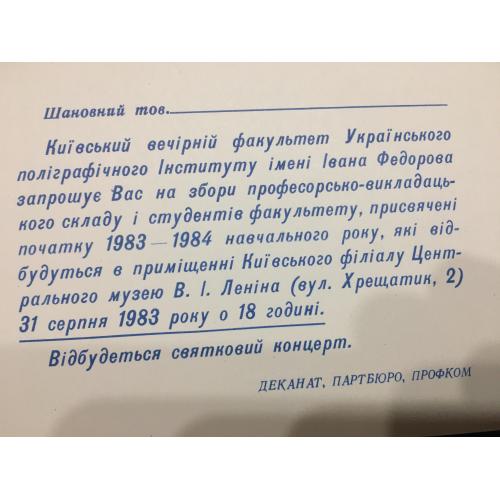 Шановний тов.
Київський вечірній факультет Українського
поліграфічного Інституту імені Івана Федорова
запрошує Вас на збори професорсько-викладаць-
кого складу і студентів факультету, присвячені
початку 1983 — 1984 навчального року, які від-
будуться в приміщенні Київського філіалу Цент-
рального музею В. І. Леніна (вул. Хрещатик, 2)
31 серпня 1983 року о 18 годині.
Відбудеться святковий концерт.
ДЕКАНАТ, ПАРТБЮРО, ПРОФКОМ